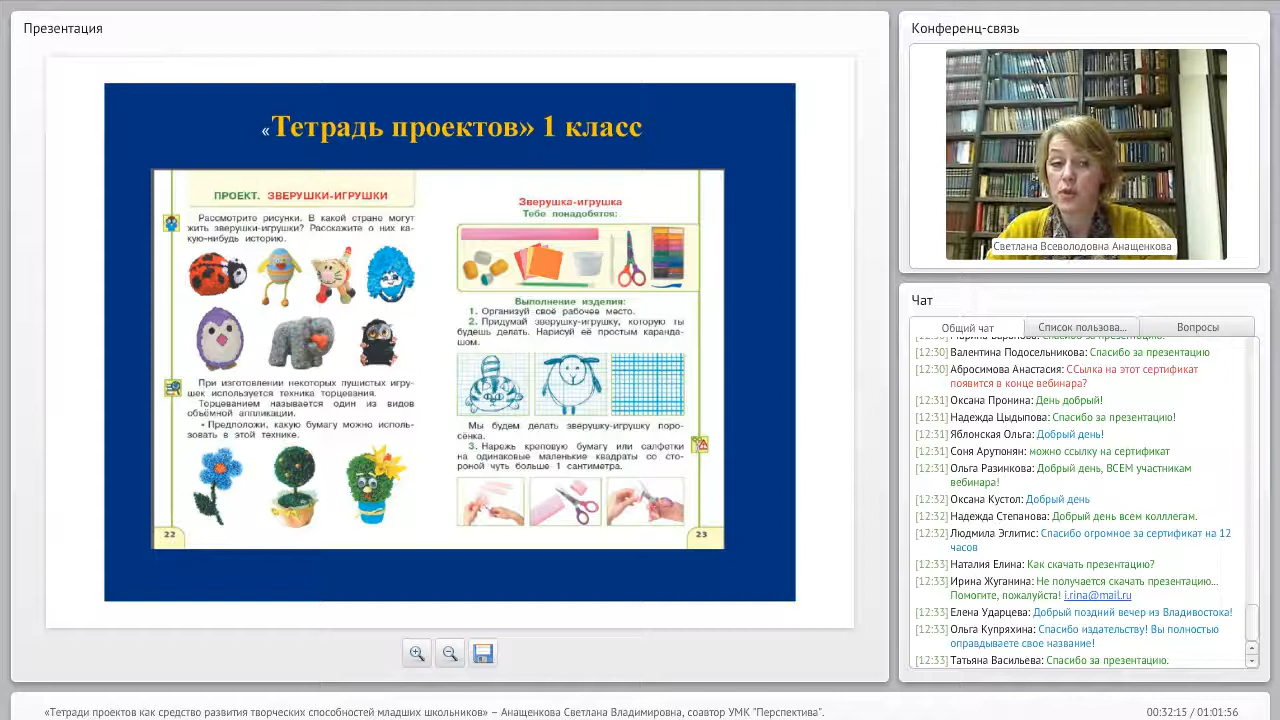 Презентация
«Тетрадь проектов» 1 класс
ПРОЕКТ. ЗВЕРУШКИ-ИГРУШКИ
Рассмотрите рисунки. В какой стране могут
жить зверушки-игрушки? Расскажите о них ка-
кую-нибудь историю.
При изготовлении некоторых пушистых игру-
шек используется техника торцевания.
Торцеванием называется один из видов
объёмной аппликации.
• Предположи, какую бумагу можно исполь-
зовать в этой технике.
22
Зверушка-игрушка
Тебе понадобятся:
Выполнение изделия:
1. Организуй своё рабочее место.
2. Придумай зверушку-игрушку, которую ты
будешь делать. Нарисуй её простым каранда-
шом.
Мы будем делать зверушку-игрушку поро-
сёнка.
3. Нарежь креповую бумагу или салфетки
на одинаковые маленькие квадраты со сто-
роной чуть больше 1 сантиметра.
23
Конференц-связь
Светлана Всеволодовна Анащенкова
Чат
Общий чат
Список пользова...
Вопросы
[12:30] Валентина Подосельникова: Спасибо за презентацию
[12:30] Абросимова Анастасия: ССылка на этот сертификат
появится в конце вебинара?
[12:31] Оксана Пронина: День добрый!
[12:31] Надежда Цыдыпова: Спасибо за презентацию!
[12:31] Яблонская Ольга: Добрый день!
[12:31] Соня Арутюнян: можно ссылку на сертификат
[12:31] Ольга Разинкова: Добрый день, ВСЕМ участникам
вебинара!
[12:32] Оксана Кустол: Добрый день
[12:32] Надежда Степанова: Добрый день всем колллегам.
[12:32] Людмила Эглитис: Спасибо огромное за сертификат на 12
часов
[12:33] Наталия Елина: Как скачать презентацию?
[12:33] Ирина Жуганина: Не получается скачать презентацию...
Помогите, пожалуйста! i.rina@mail.ru
[12:33] Елена Ударцева: Добрый поздний вечер из Владивостока!
[12:33] Ольга Купряхина: Спасибо издательству! Вы полностью
оправдываете свое название!
[12:33] Татьяна Васильева: Спасибо за презентацию.
«Тетради проектов как средство развития творческих способностей младших школьников» – Анащенкова Светлана Владимировна, соавтор УМК "Перспектива".
00:32:15 / 01:01:56